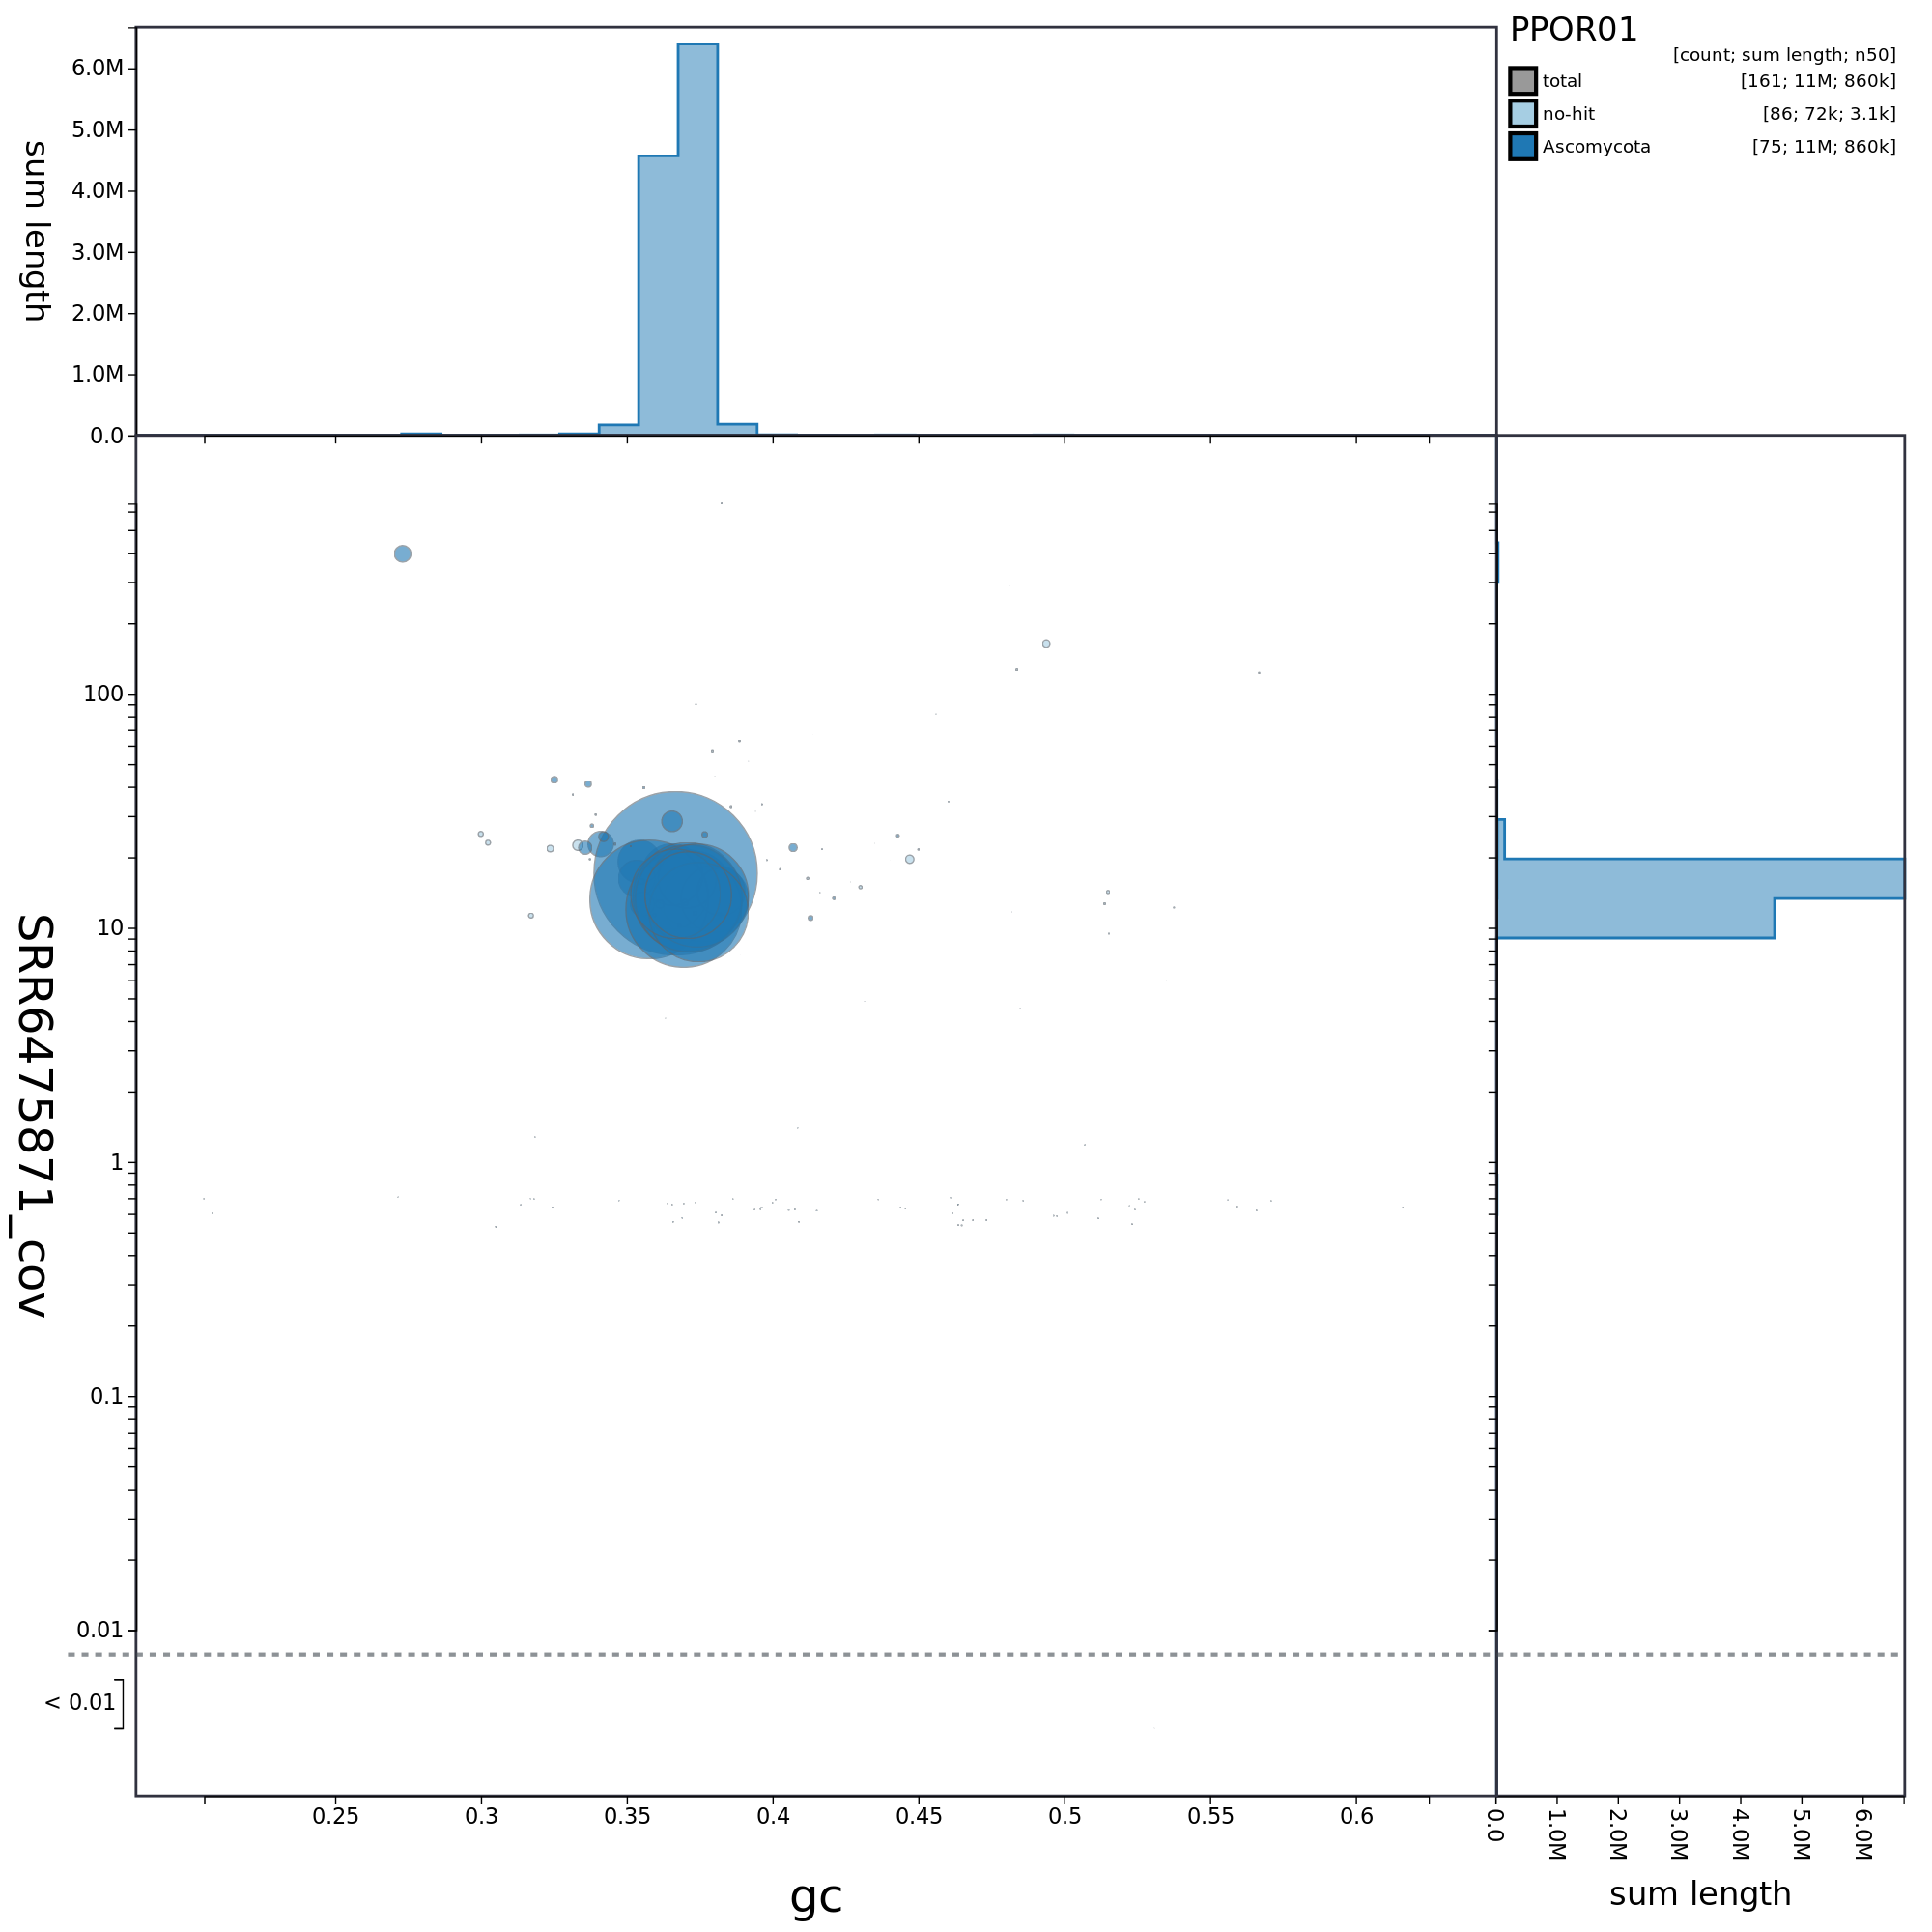 PPOR01
[count; sum length; n50]
total [161; 11M; 860k]
no-hit [86; 72k; 3.1k]
Ascomycota [75; 11M; 860k]
sum length
6.0M
5.0M
4.0M
3.0M
2.0M
1.0M
0.0
SRR6475871_cov
100
10
1
0.1
0.01
< 0.01
0.25 0.3 0.35 0.4 0.45 0.5 0.55 0.6
gc
0.0 1.0M 2.0M 3.0M 4.0M 5.0M 6.0M
sum length